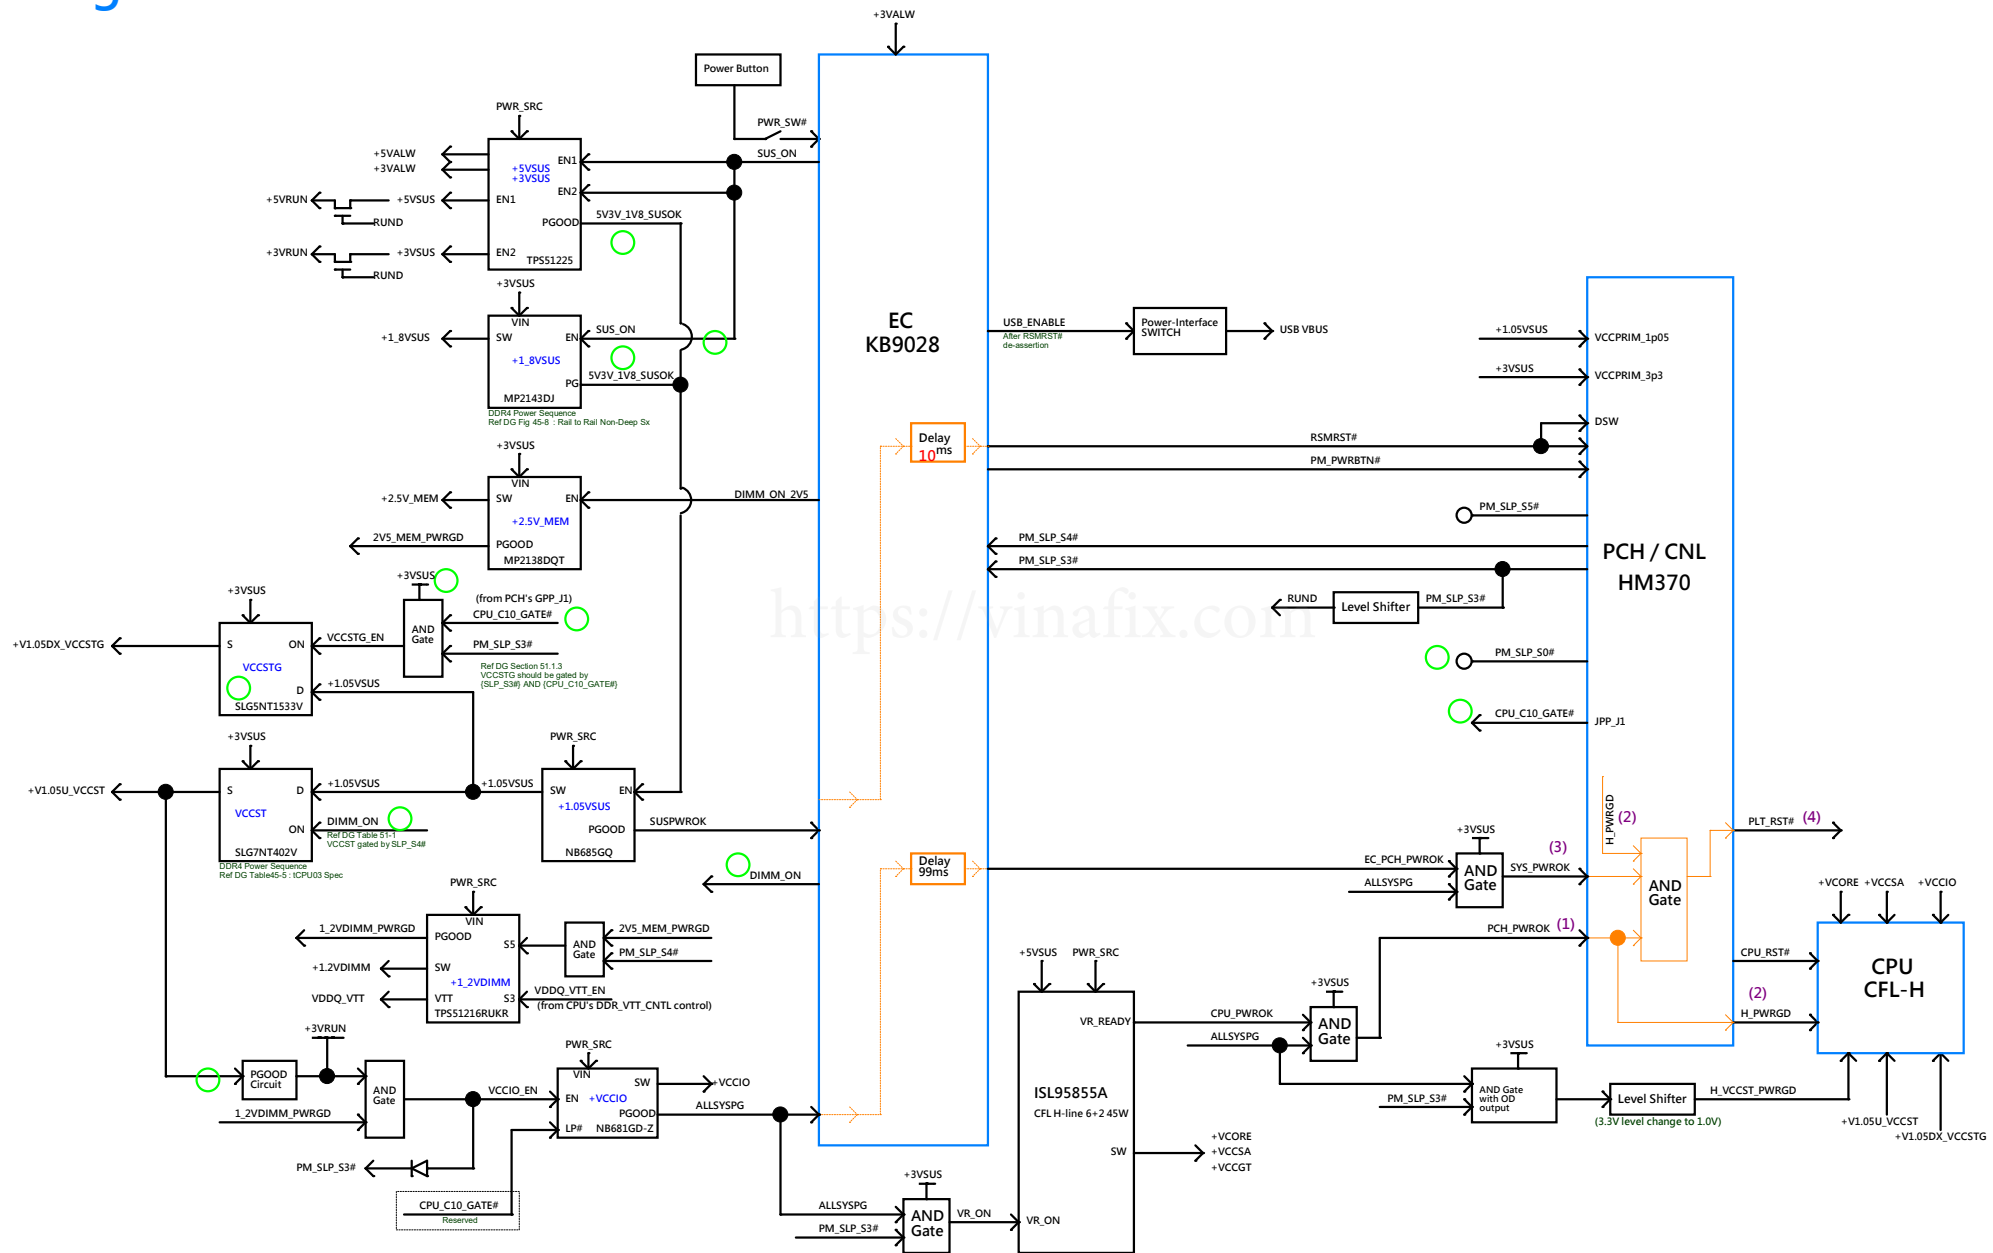 g
+3VALW
Power Button
PWR_SW#
SUS_ON
PWR_SRC
+5VALW
+3VALW
+5VSUS
+3VSUS
EN1
EN2
+5VRUN
+5VSUS
EN1
RUND
PGOOD
5V3V_1V8_SUSOK
+3VRUN
+3VSUS
EN2
RUND
TPS51225
+3VSUS
VIN
+1_8VSUS
SW
EN
SUS_ON
+1_8VSUS
PG
5V3V_1V8_SUSOK
MP2143DJ
DDR4 Power Sequence
Ref DG Fig 45-8 : Rail to Rail Non-Deep Sx
+3VSUS
VIN
+2.5V_MEM
SW
EN
DIMM_ON_2V5
+2.5V_MEM
2V5_MEM_PWRGD
PGOOD
MP2138DQT
+3VSUS
+3VSUS
(from PCH's GPP_J1)
CPU_C10_GATE#
AND
Gate
PM_SLP_S3#
+V1.05DX_VCCSTG
S
ON
VCCSTG_EN
VCCSTG
D
+1.05VSUS
SLG5NT1533V
Ref DG Section 51.1.3
VCCSTG should be gated by
{SLP_S3#} AND {CPU_C10_GATE#}
+3VSUS
PWR_SRC
+V1.05U_VCCST
S
D
+1.05VSUS
+1.05VSUS
SW
EN
VCCST
+1.05VSUS
ON
DIMM_ON
PGOOD
SUSPWROK
Ref DG Table 51-1
VCCST gated by SLP_S4#
SLG7NT402V
NB685GQ
DDR4 Power Sequence
Ref DG Table45-5 : tCPU03 Spec
DIMM_ON
PWR_SRC
VIN
1_2VDIMM_PWRGD
PGOOD
S5
AND
Gate
2V5_MEM_PWRGD
PM_SLP_S4#
+1.2VDIMM
SW
+1_2VDIMM
VDDQ_VTT
VTT
S3
VDDQ_VTT_EN
(from CPU's DDR_VTT_CNTL control)
TPS51216RUKR
+3VRUN
PGOOD
Circuit
AND
Gate
1_2VDIMM_PWRGD
VCCIO_EN
PWR_SRC
VIN
SW
+VCCIO
EN
+VCCIO
PGOOD
ALLSYSPG
LP#
NB681GD-Z
PM_SLP_S3#
CPU_C10_GATE#
Reserved
EC
KB9028
Delay
10ms
Delay
99ms
USB_ENABLE
After RSMRST#
de-assertion
Power-Interface
SWITCH
USB VBUS
RSMRST#
PM_PWRBTN#
PM_SLP_S5#
PM_SLP_S4#
PM_SLP_S3#
RUND
Level Shifter
PM_SLP_S3#
PM_SLP_S0#
CPU_C10_GATE#
JPP_J1
+1.05VSUS
VCCPRIM_1p05
+3VSUS
VCCPRIM_3p3
DSW
PCH / CNL
HM370
https://vinafix.com
H_PWRGD
(2)
PLT_RST#
(4)
+3VSUS
EC_PCH_PWROK
ALLSYSPG
AND
Gate
SYS_PWROK
(3)
AND
Gate
PCH_PWROK
(1)
CPU_RST#
(2)
H_PWRGD
+VCORE
+VCCSA
+VCCIO
CPU
CFL-H
+5VSUS
PWR_SRC
VR_READY
CPU_PWROK
ALLSYSPG
+3VSUS
AND
Gate
ISL95855A
CFL H-line 6+2 45W
SW
+VCORE
+VCCSA
+VCCGT
VR_ON
+3VSUS
AND Gate
with OD
output
PM_SLP_S3#
Level Shifter
(3.3V level change to 1.0V)
H_VCCST_PWRGD
+V1.05U_VCCST
+V1.05DX_VCCSTG
+3VSUS
ALLSYSPG
PM_SLP_S3#
AND
Gate
VR_ON